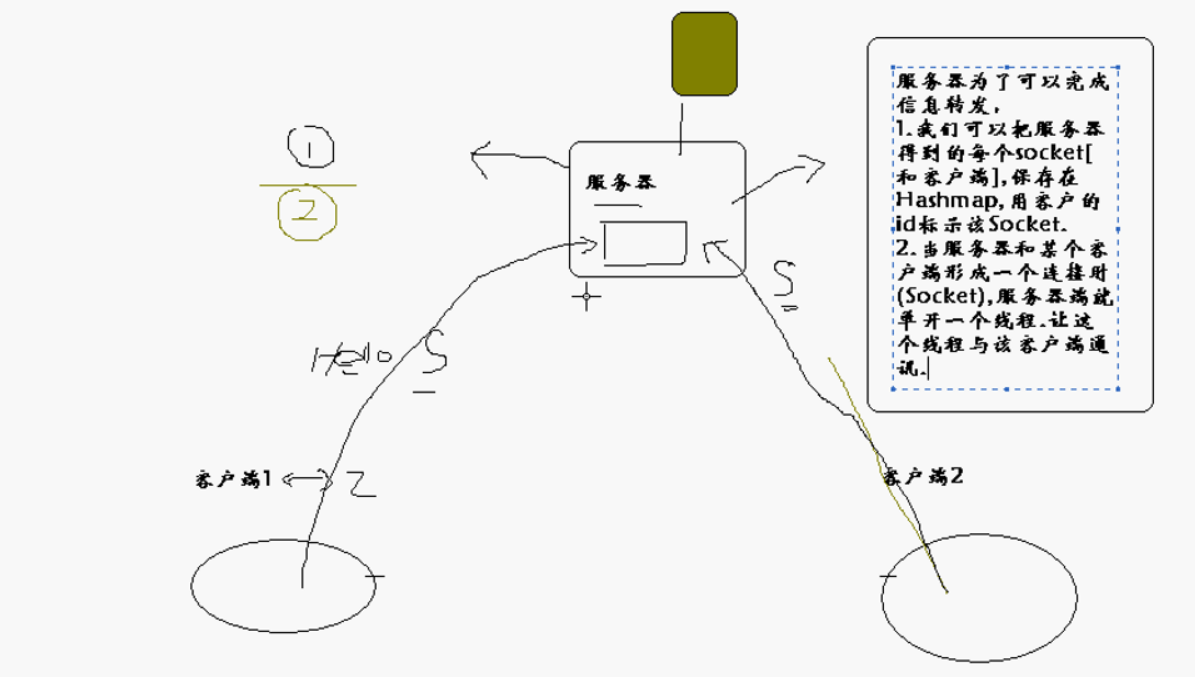 1
2
服务器
S
S
Hello
客户端1
2
客户端2
服务器为了可以完成
信息转发，
1.我们可以把服务器
得到的每个socket[
和客户端],保存在
Hashmap,用客户的
id标示该Socket.
2.当服务器和某个客
户端形成一个连接时
(Socket),服务器端就
单开一个线程.让这
个线程与该客户端通
讯.